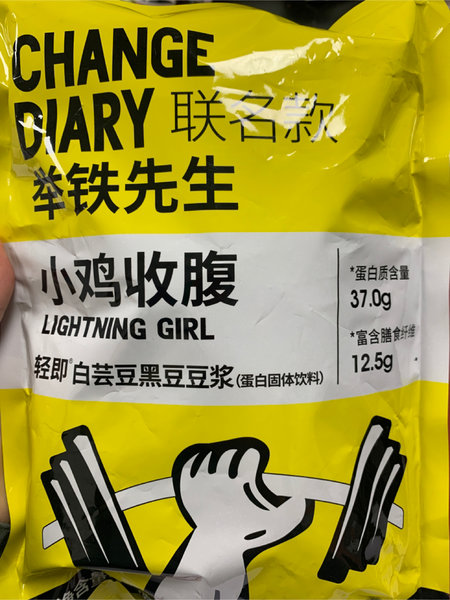 CHANGE
DIARY 联名款
举铁先生
小鸡收腹
LIGHTNING GIRL
轻即®白芸豆黑豆豆浆(蛋白固体饮料)
*蛋白质含量
37.0g
*富含膳食纤维
12.5g